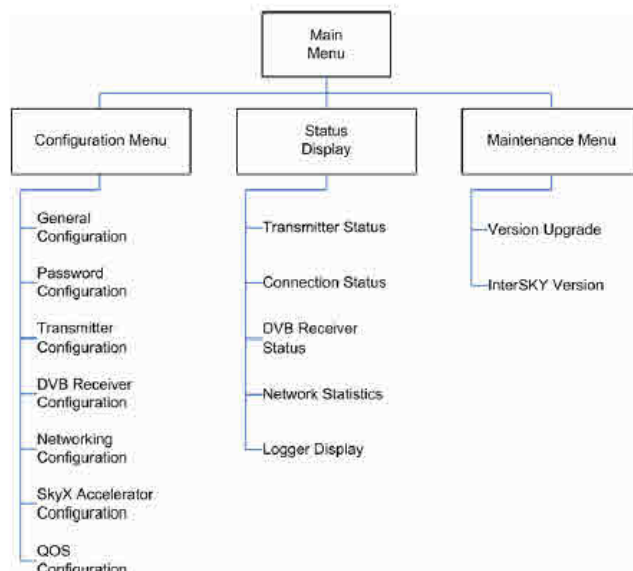 Main
Menu
Configuration Menu
Status
Display
Maintenance Menu
General
Configuration
Password
Configuration
Transmitter
Configuration
DVB Receiver
Configuration
Networking
Configuration
SkyX Accelerator
Configuration
QOS
Configuration
Transmitter Status
Connection Status
DVB Receiver
Status
Network Statistics
Logger Display
Version Upgrade
InterSKY Version